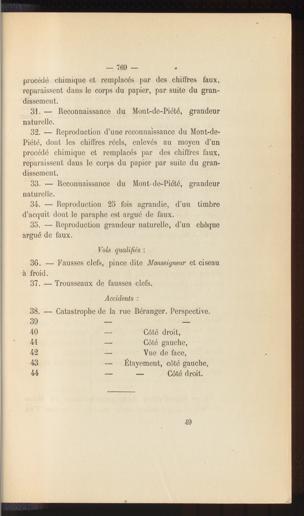 — 769 —
procédé chimique et remplacés par des chiffres faux,
reparaissent dans le corps du papier, par suite du gran-
dissement.
31. — Reconnaissance du Mont-de-Piété, grandeur
naturelle.
32. — Reproduction d'une reconnaissance du Mont-de-
Piété, dont les chiffres réels, enlevés au moyen d'un
procédé chimique et remplacés par des chiffres faux,
reparaissent dans le corps du papier par suite du gran-
dissement.
33. — Reconnaissance du Mont-de-Piété, grandeur
naturelle.
34. — Reproduction 25 fois agrandie, d'un timbre
d'acquit dont le paraphe est argué de faux.
35. — Reproduction grandeur naturelle, d'un chèque
argué de faux.
Vols qualifiés :
36. — Fausses clefs, pince dite Monseigneur et ciseau
à froid.
37. — Trousseaux de fausses clefs.
Accidents :
38. — Catastrophe de la rue Béranger. Perspective.
39 — —
40 — Côté droit,
41 — Côté gauche,
42 — Vue de face,
43 — Étayement, côté gauche,
44 — — Côté droit.
49